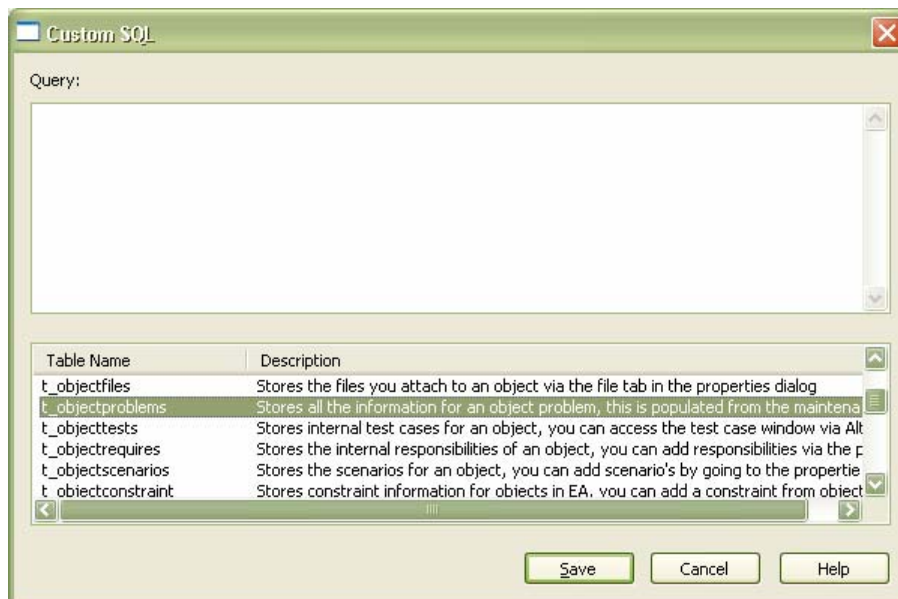 Custom SQL
Query:
Table Name Description
t_objectfiles Stores the files you attach to an object via the file tab in the properties dialog
t_objectproblems Stores all the information for an object problem, this is populated from the maintena
t_objecttests Stores internal test cases for an object, you can access the test case window via Alt
t_objectrequires Stores the internal responsibilities of an object, you can add responsibilities via the p
t_objectscenarios Stores the scenarios for an object, you can add scenario's by going to the propertie
t_objectconstraint Stores constraint information for objects in EA, you can add a constraint from object
Save Cancel Help